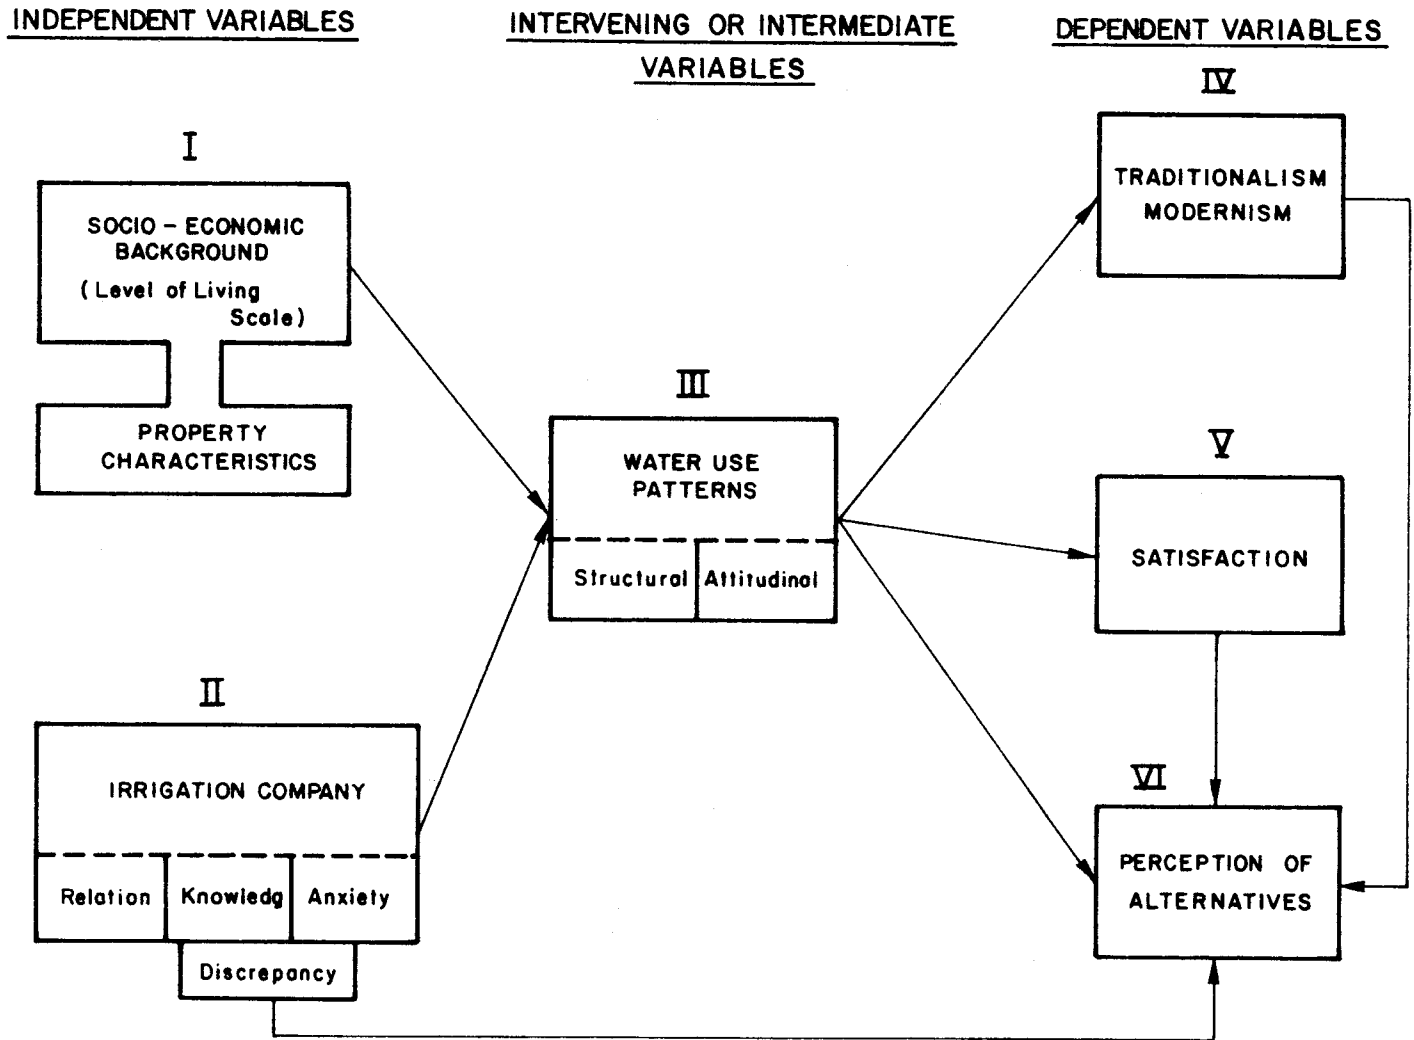 INDEPENDENT VARIABLES
INTERVENING OR INTERMEDIATE
VARIABLES
DEPENDENT VARIABLES
I
SOCIO - ECONOMIC
BACKGROUND
(Level of Living
Scale)
PROPERTY
CHARACTERISTICS
II
IRRIGATION COMPANY
Relation
Knowledg
Anxiety
Discrepancy
III
WATER USE
PATTERNS
Structural
Attitudinal
IV
TRADITIONALISM
MODERNISM
V
SATISFACTION
VI
PERCEPTION OF
ALTERNATIVES